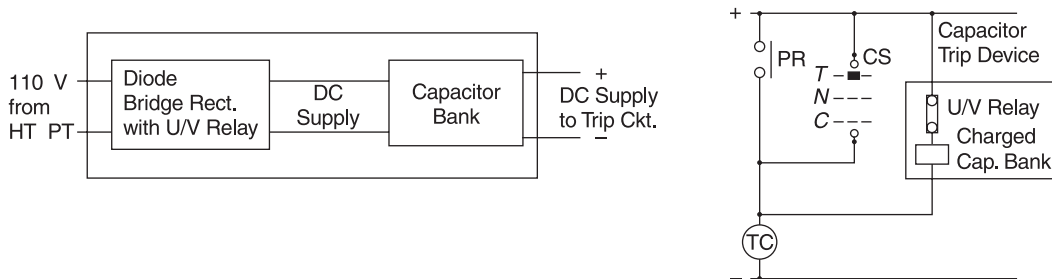 110 V
from
HT PT
Diode
Bridge Rect.
with U/V Relay
DC
Supply
Capacitor
Bank
+
DC Supply
to Trip Ckt.
−
+
PR
CS
T
N
C
Capacitor
Trip Device
U/V Relay
Charged
Cap. Bank
TC
−